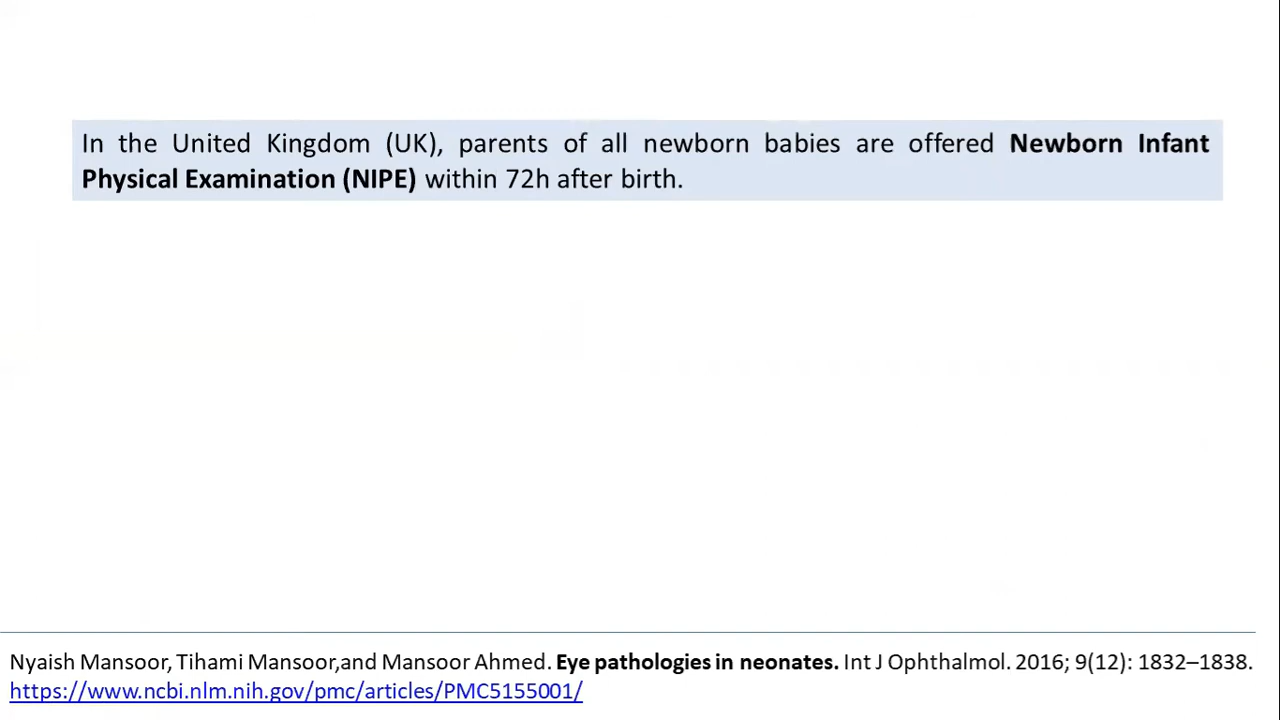 In the United Kingdom (UK), parents of all newborn babies are offered Newborn Infant
Physical Examination (NIPE) within 72h after birth.
Nyaish Mansoor, Tihami Mansoor,and Mansoor Ahmed. Eye pathologies in neonates. Int J Ophthalmol. 2016; 9(12): 1832–1838.
https://www.ncbi.nlm.nih.gov/pmc/articles/PMC5155001/